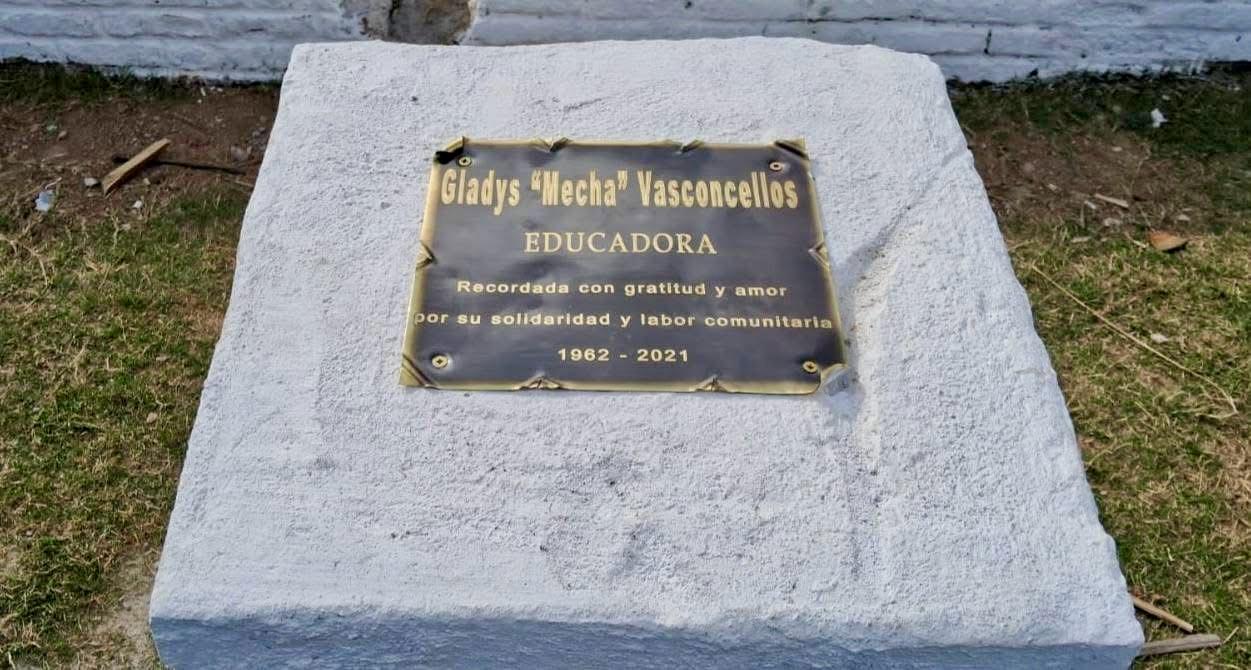 Gladys “Mecha” Vasconcellos
EDUCADORA
Recordada con gratitud y amor
por su solidaridad y labor comunitaria
1962 - 2021